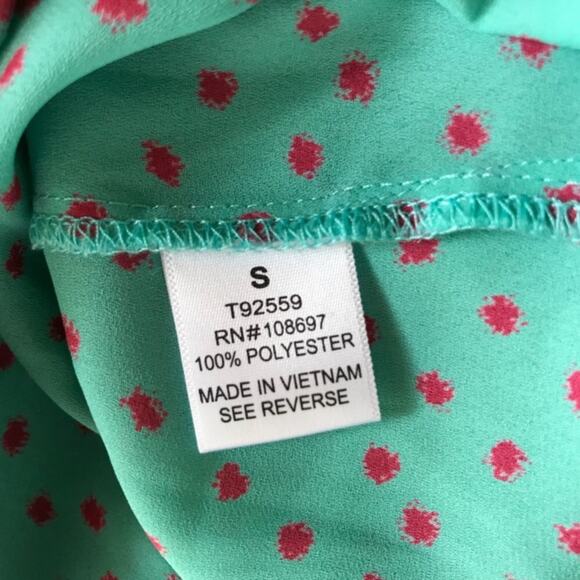 S
T92559
RN#108697
100% POLYESTER
MADE IN VIETNAM
SEE REVERSE